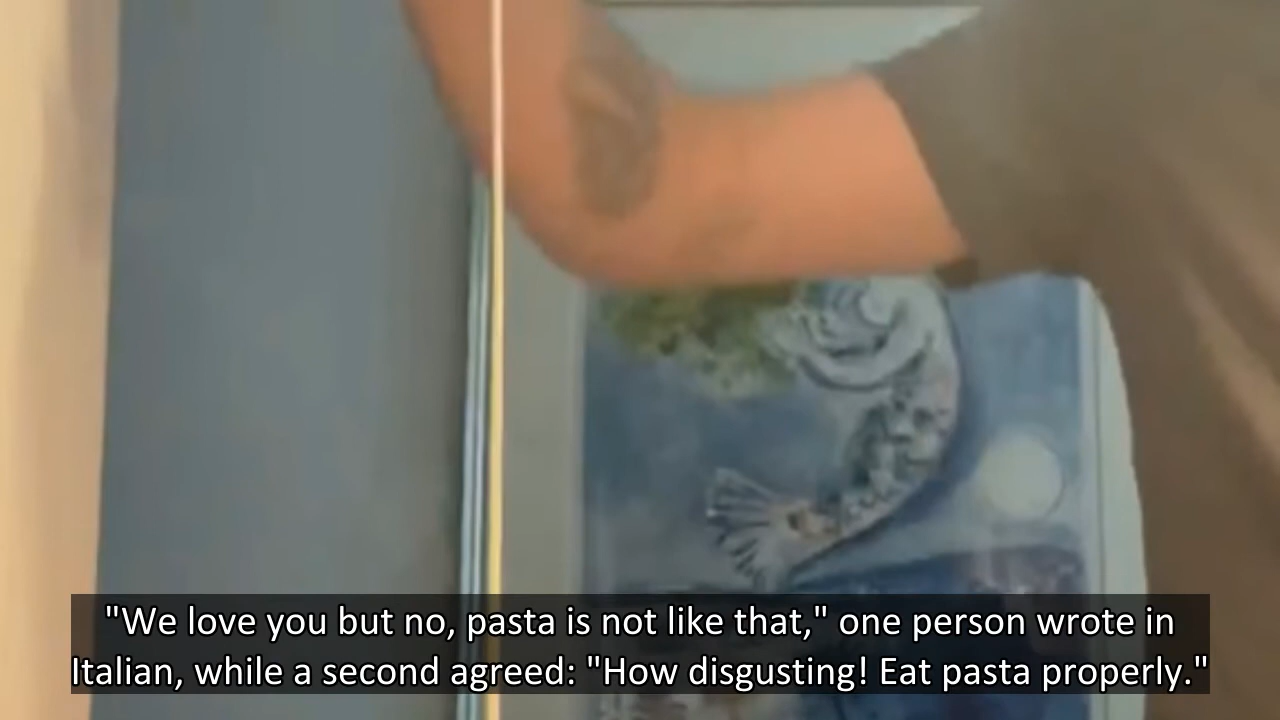 "We love you but no, pasta is not like that," one person wrote in
Italian, while a second agreed: "How disgusting! Eat pasta properly."